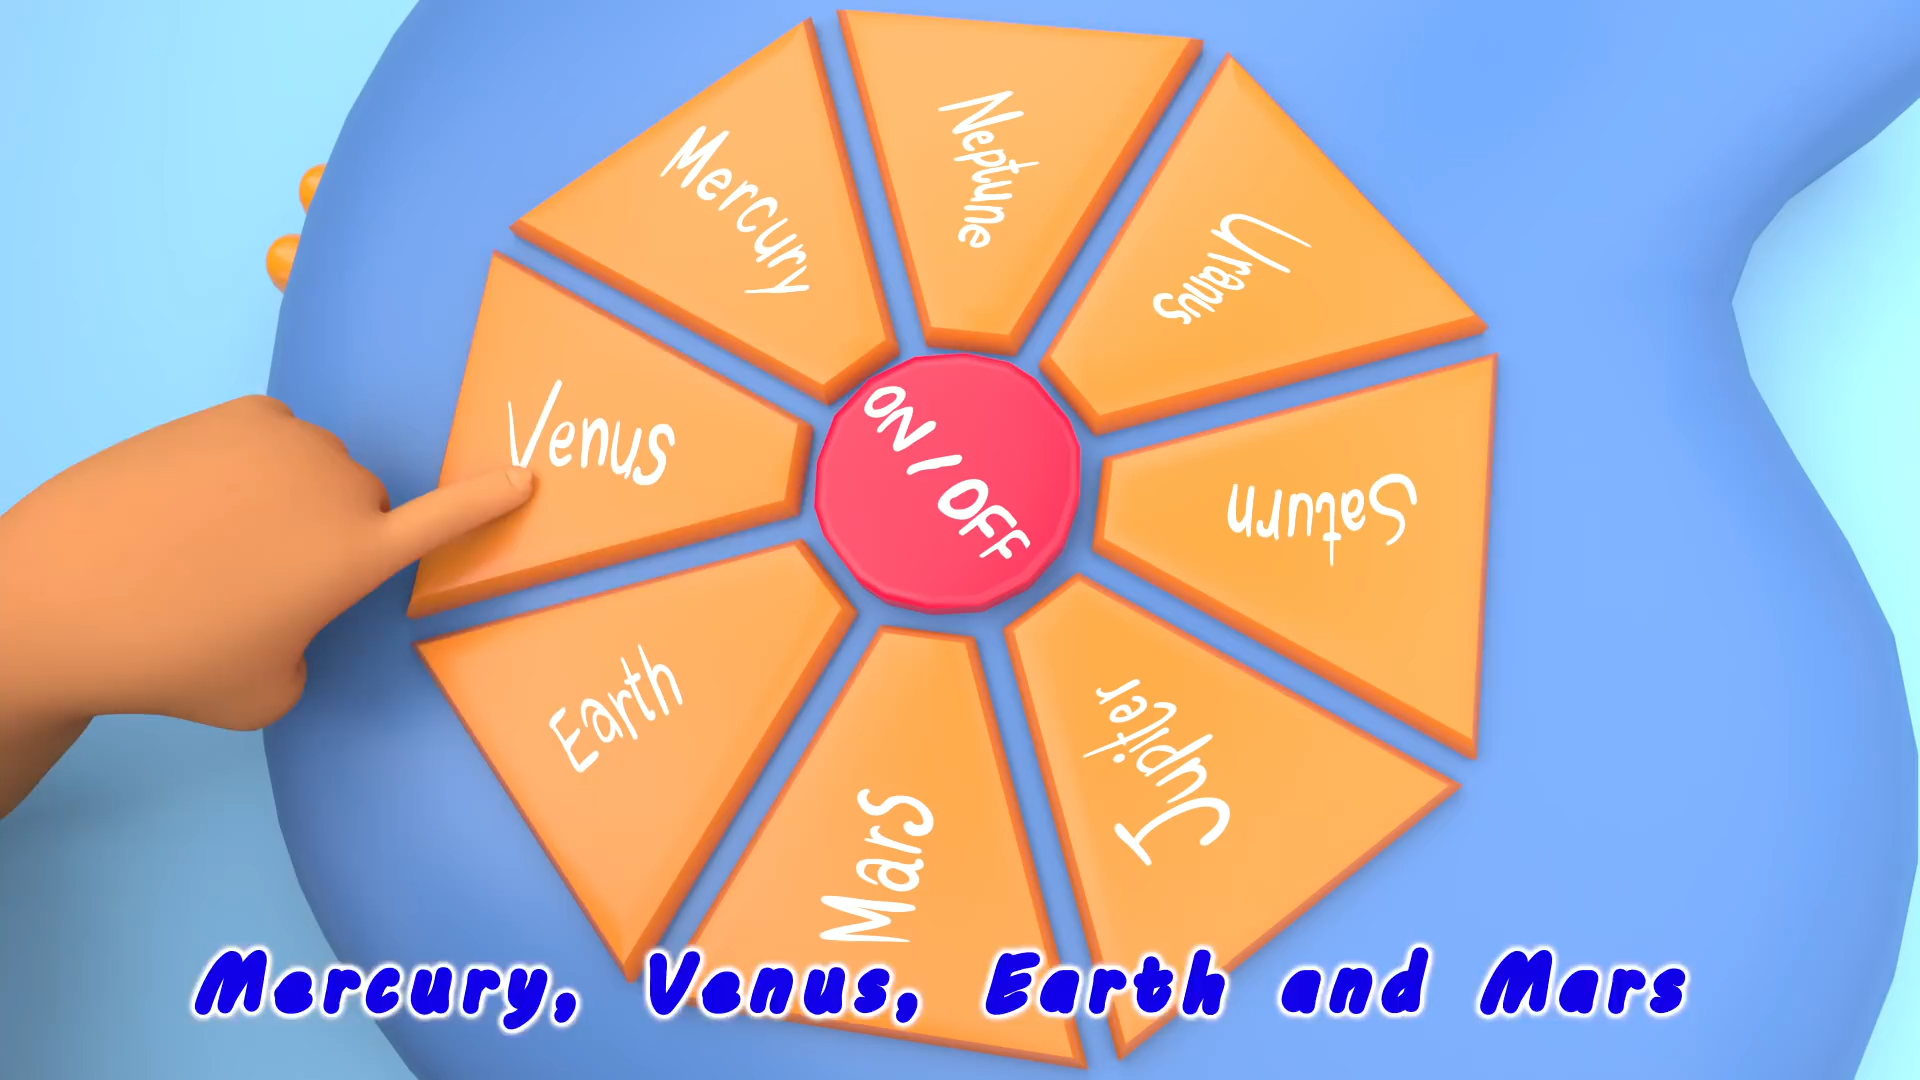 Neptune
Mercury
Uranus
Venus
ON / OFF
Saturn
Earth
Jupiter
Mars
Mercury, Venus, Earth and Mars